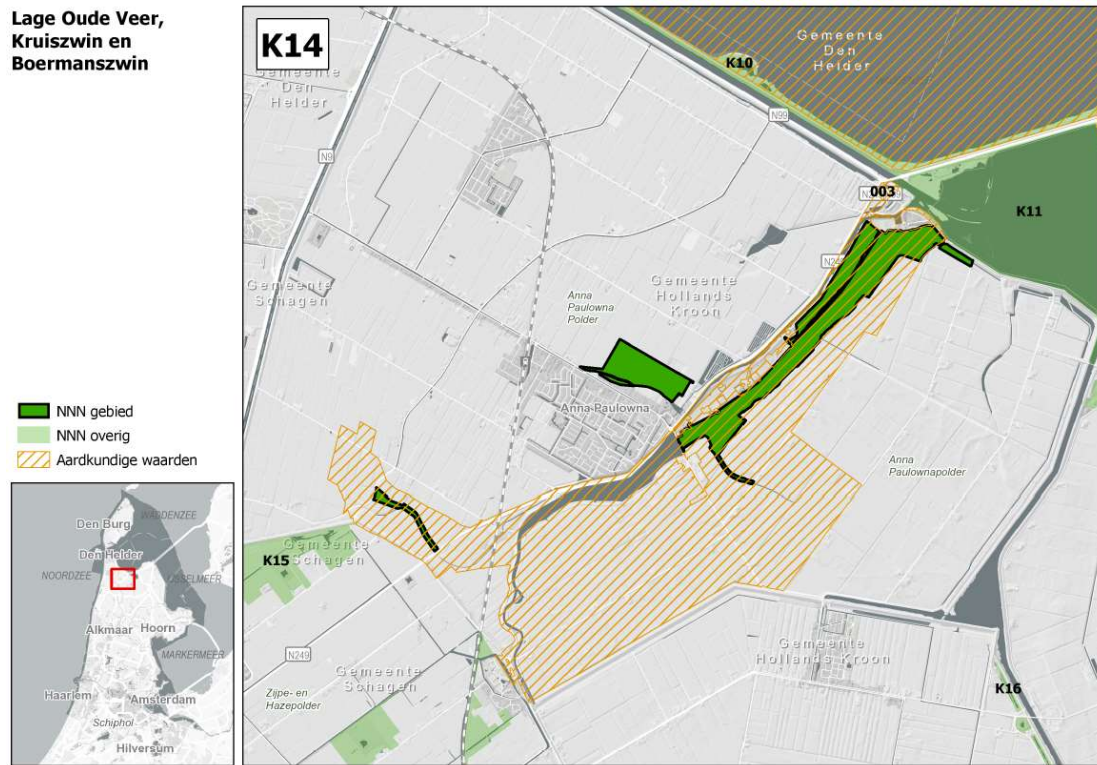 Lage Oude Veer,
Kruiszwin en
Boermanszwin
K14
Gemeente
Den
Helder
K10
Gemeente
Den
Helder
N99
N9
003
K11
Gemeente
Schagen
Gemeente
Hollands
Kroon
Anna
Paulowna
Polder
Anna Paulowna
Anna
Paulownapolder
NNN gebied
NNN overig
Aardkundige waarden
K15
Gemeente
Schagen
N249
Gemeente
Schagen
Zijpe- en
Hazepolder
Gemeente
Hollands Kroon
K16
Den Burg
WADDENZEE
Den Helder
NOORDZEE
IJSSELMEER
Alkmaar
Hoorn
MARKERMEER
Haarlem
Amsterdam
Schiphol
Hilversum